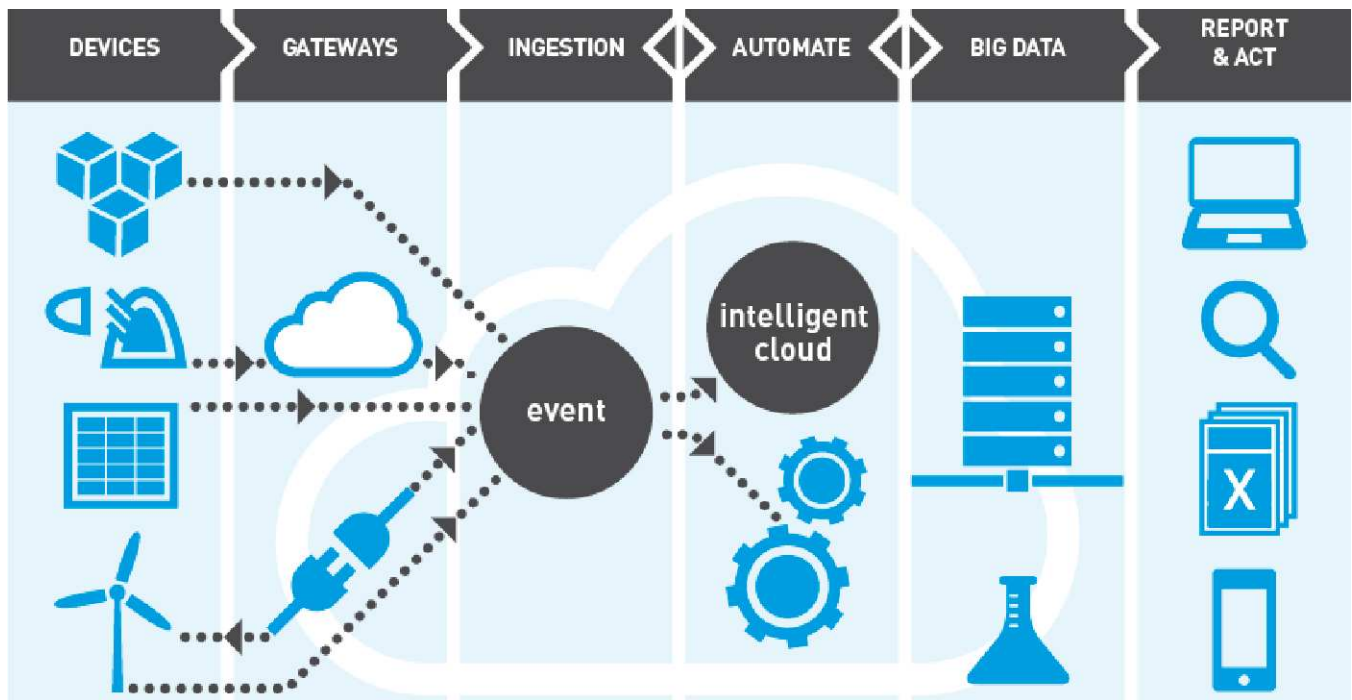 DEVICES
GATEWAYS
INGESTION
AUTOMATE
BIG DATA
REPORT
& ACT
intelligent
cloud
event
X